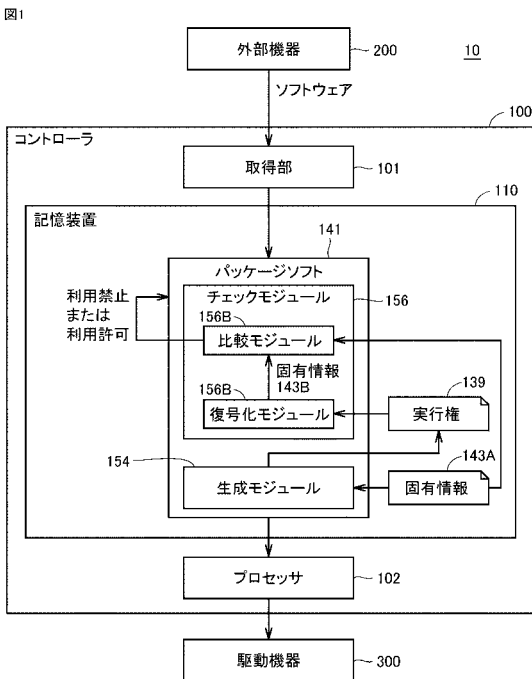 図1
外部機器
200
10
ソフトウェア
100
コントローラ
取得部
101
110
記憶装置
141
パッケージソフト
チェックモジュール
156
利用禁止
または
利用許可
156B
比較モジュール
固有情報
143B
139
156B
復号化モジュール
実行権
154
143A
生成モジュール
固有情報
プロセッサ
102
駆動機器
300